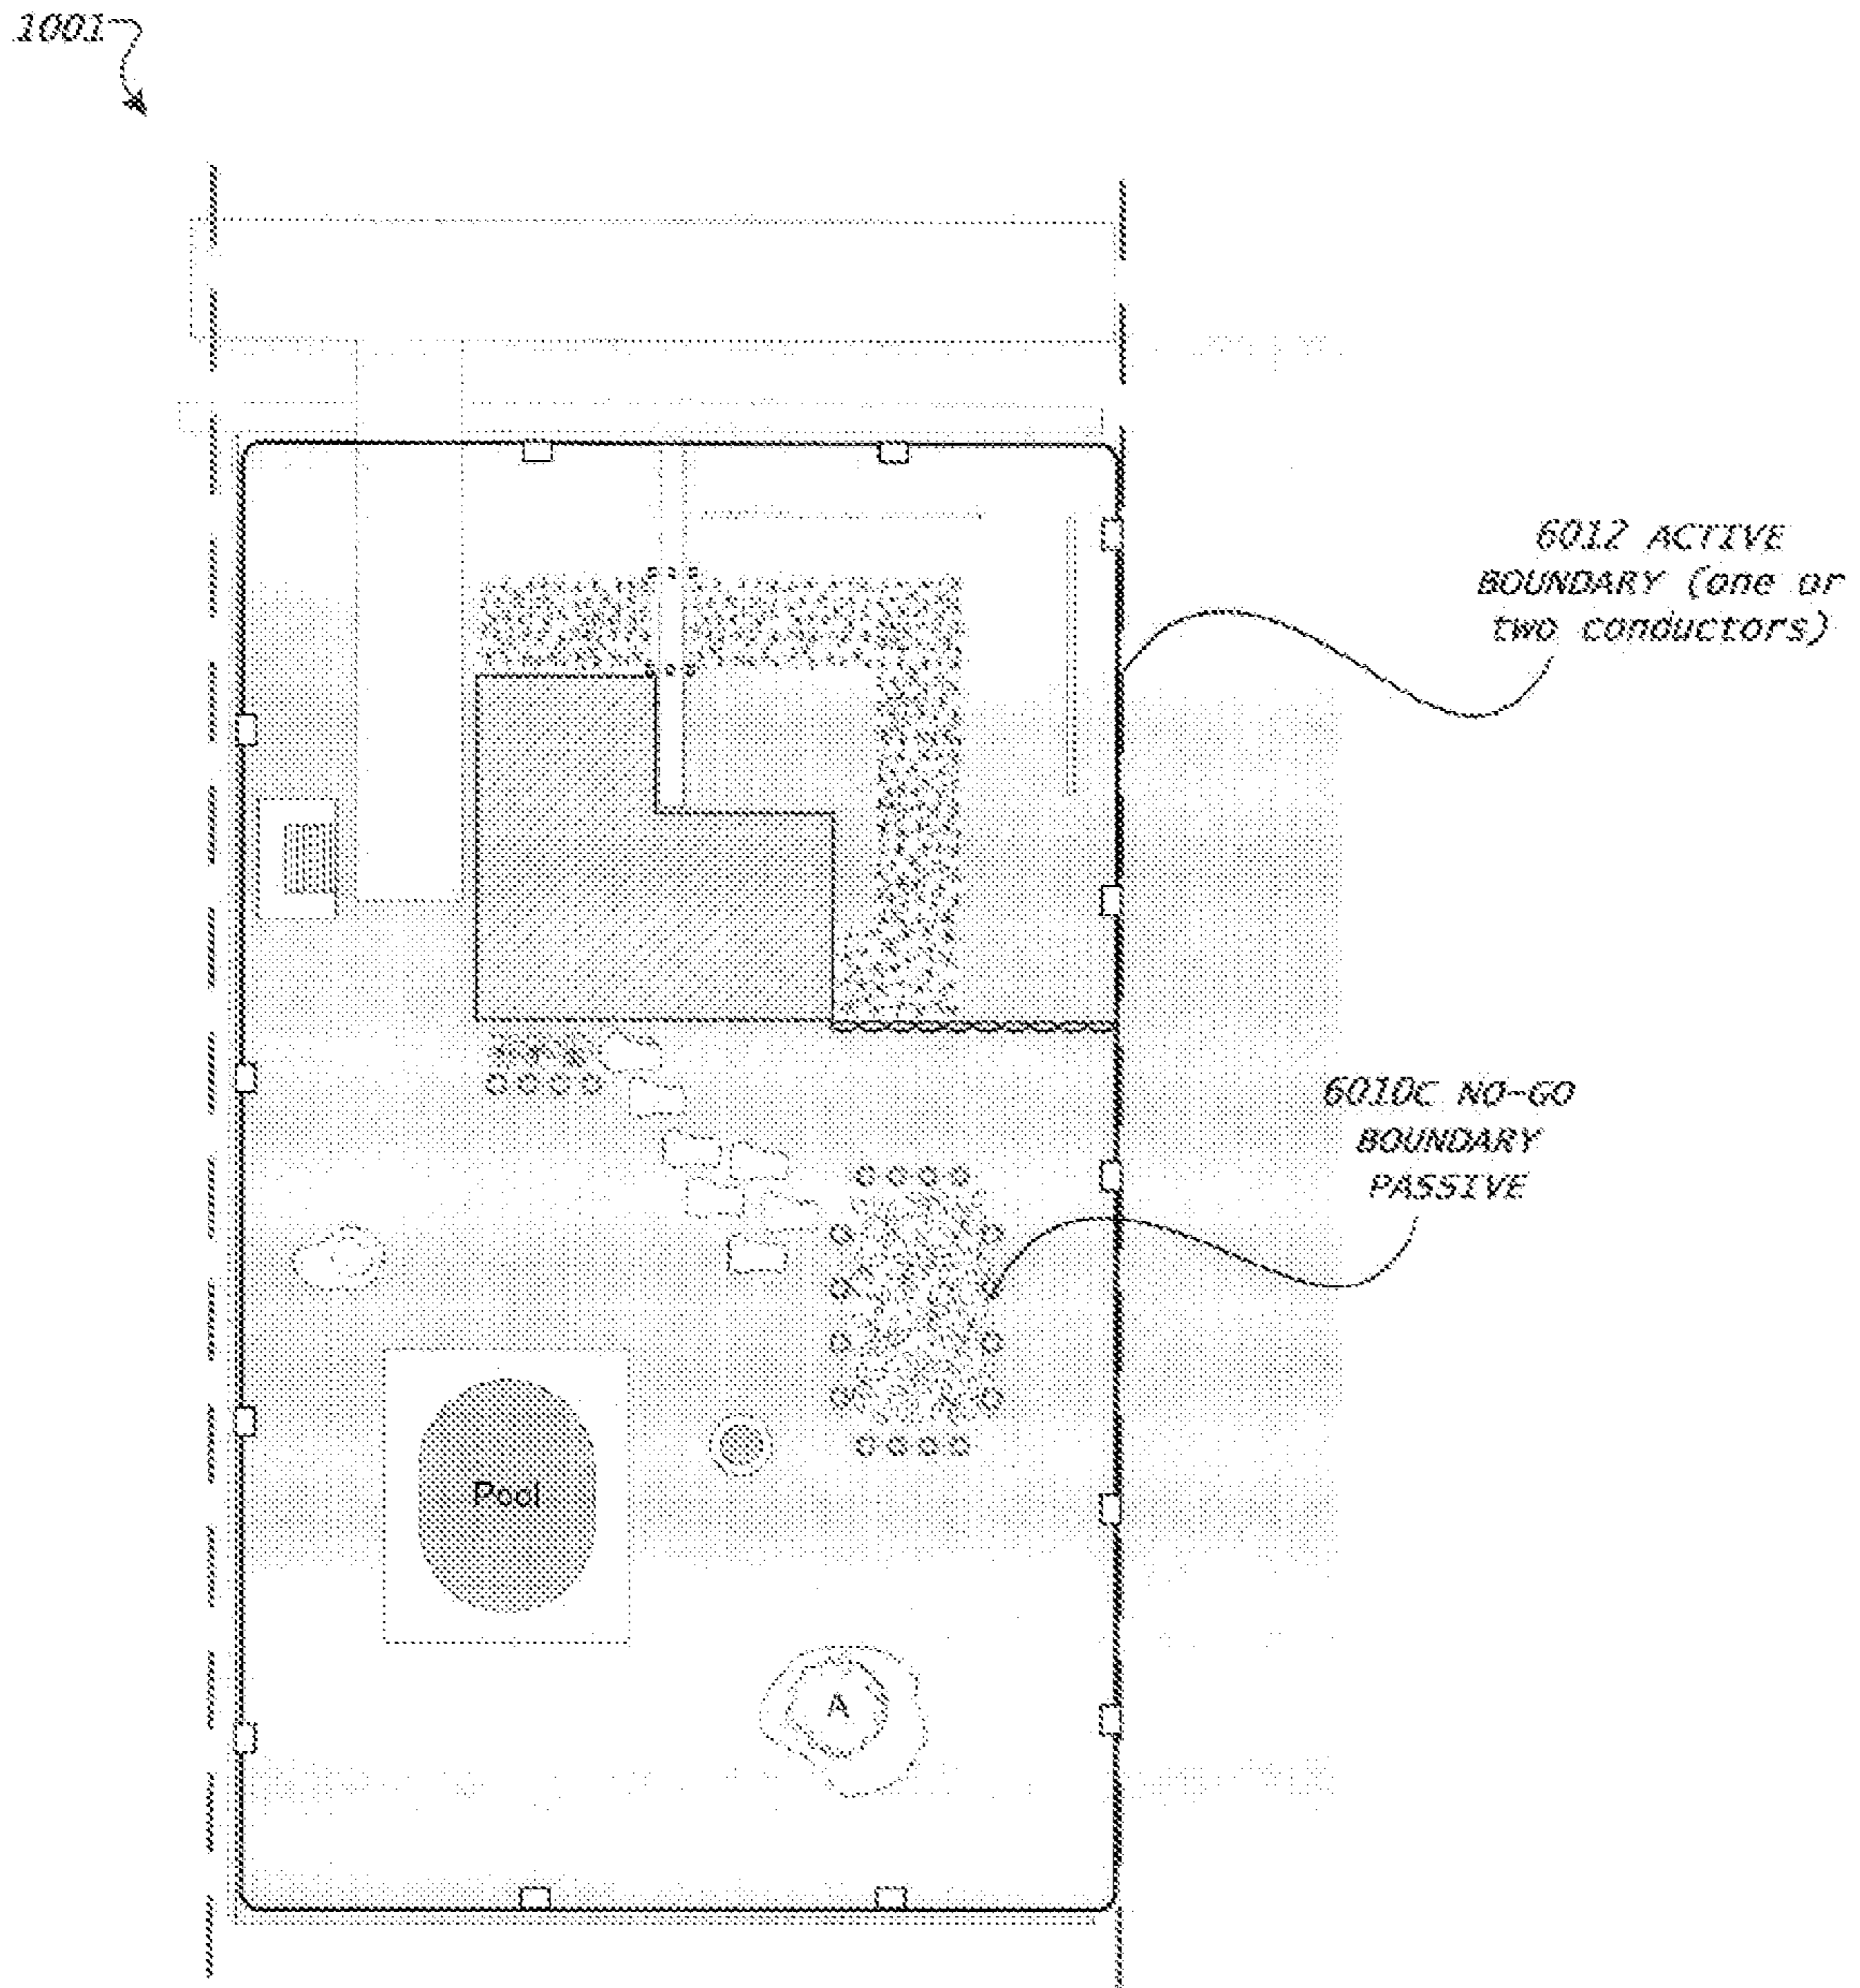 1001
6012 ACTIVE
BOUNDARY (one or
two conductors)
6010C NO-GO
BOUNDARY
PASSIVE
Pool
A